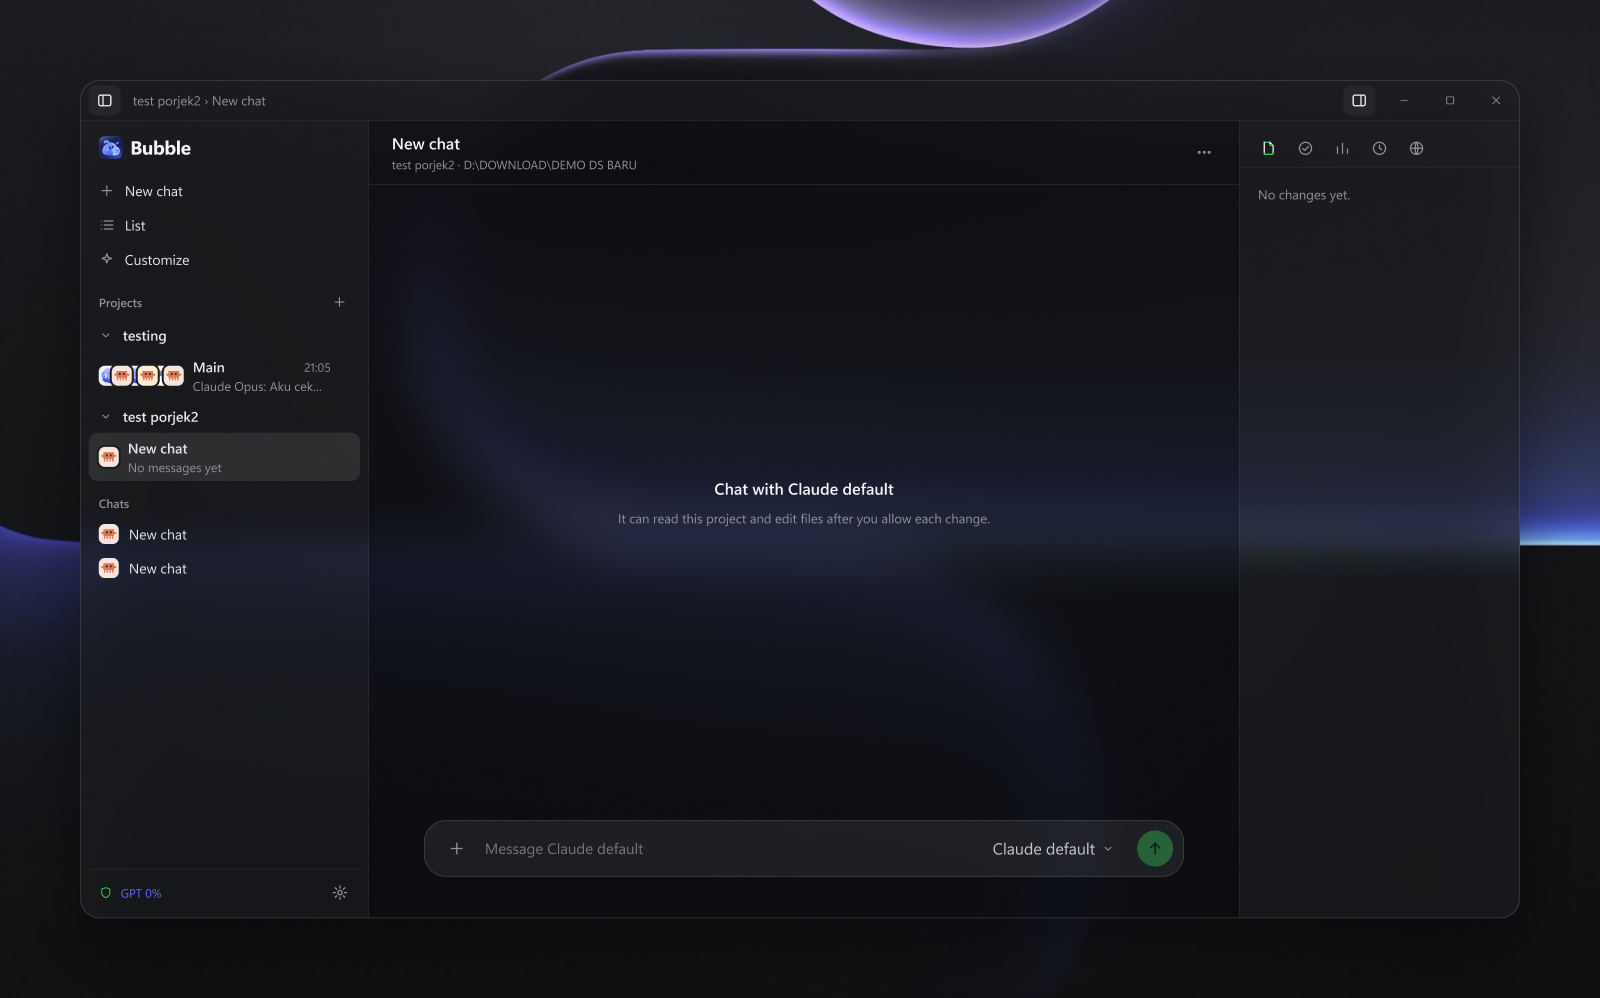 test porjek2 › New chat
Bubble
New chat
List
Customize
Projects
testing
Main 21:05
Claude Opus: Aku cek...
test porjek2
New chat
No messages yet
Chats
New chat
New chat
GPT 0%
New chat
test porjek2 · D:\DOWNLOAD\DEMO DS BARU
Chat with Claude default
It can read this project and edit files after you allow each change.
Message Claude default
Claude default
No changes yet.